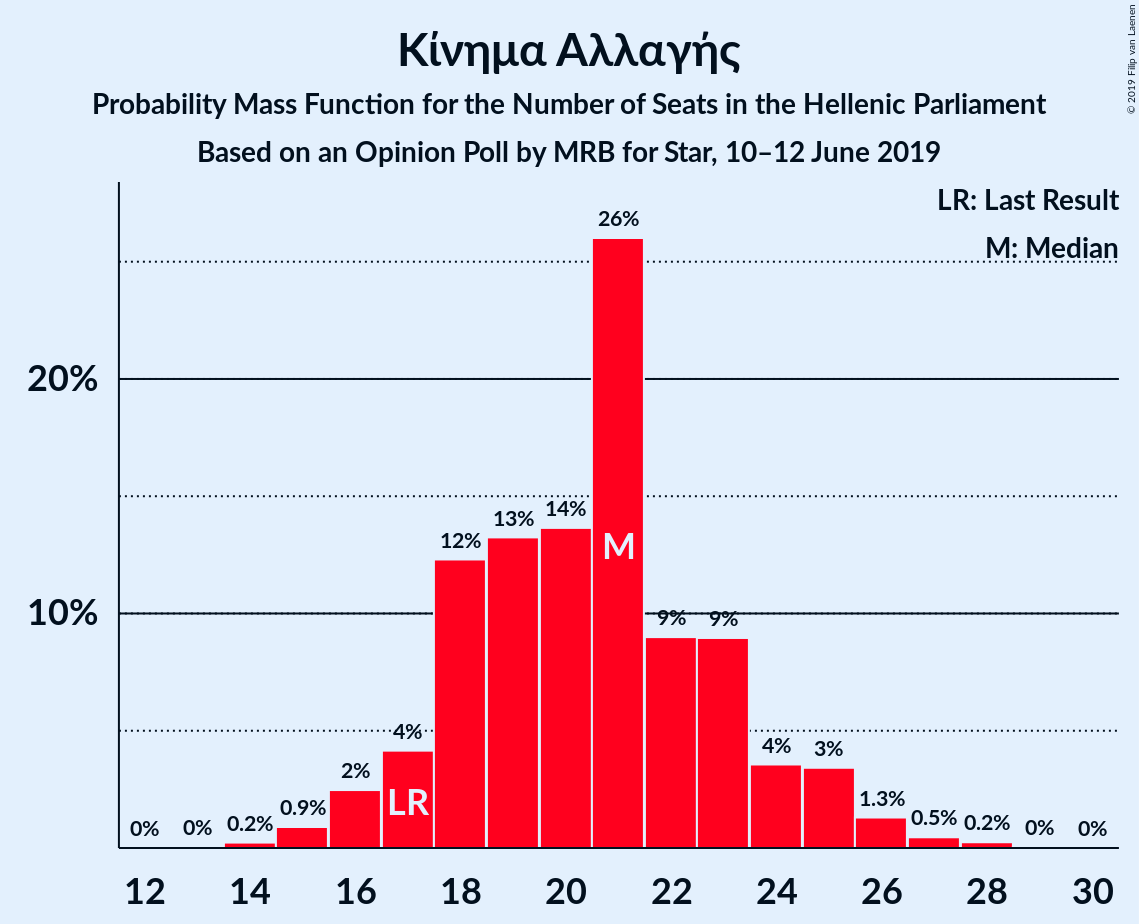 Κίνημα Αλλαγής
Probability Mass Function for the Number of Seats in the Hellenic Parliament
Based on an Opinion Poll by MRB for Star, 10–12 June 2019
© 2019 Filip van Laenen
LR: Last Result
M: Median
20%
10%
0%
0%
0.2%
0.9%
2%
4%
12%
13%
14%
26%
9%
9%
4%
3%
1.3%
0.5%
0.2%
0%
0%
LR
M
12 14 16 18 20 22 24 26 28 30